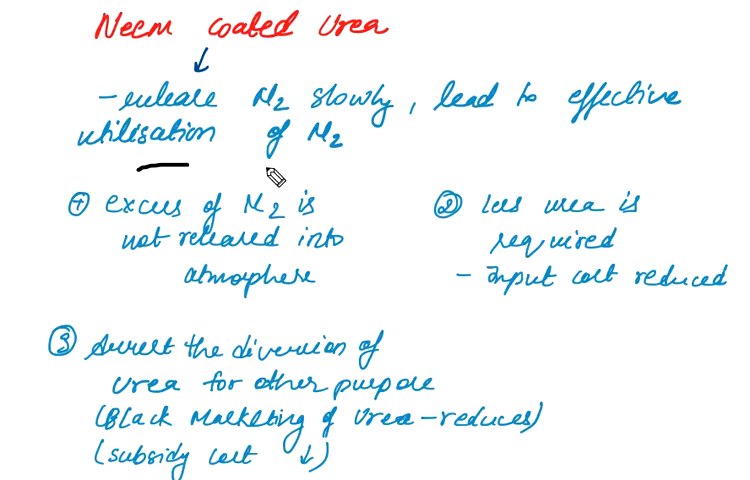 Neem coated Urea
- release N2 slowly, lead to effective
utilisation of N2
① excess of N2 is
not released into
atmosphere
② less urea is
required
- Input cost reduced
③ Arrest the diversion of
Urea for other purpose
(Black Marketing of Urea - reduces)
(subsidy cost ↓)